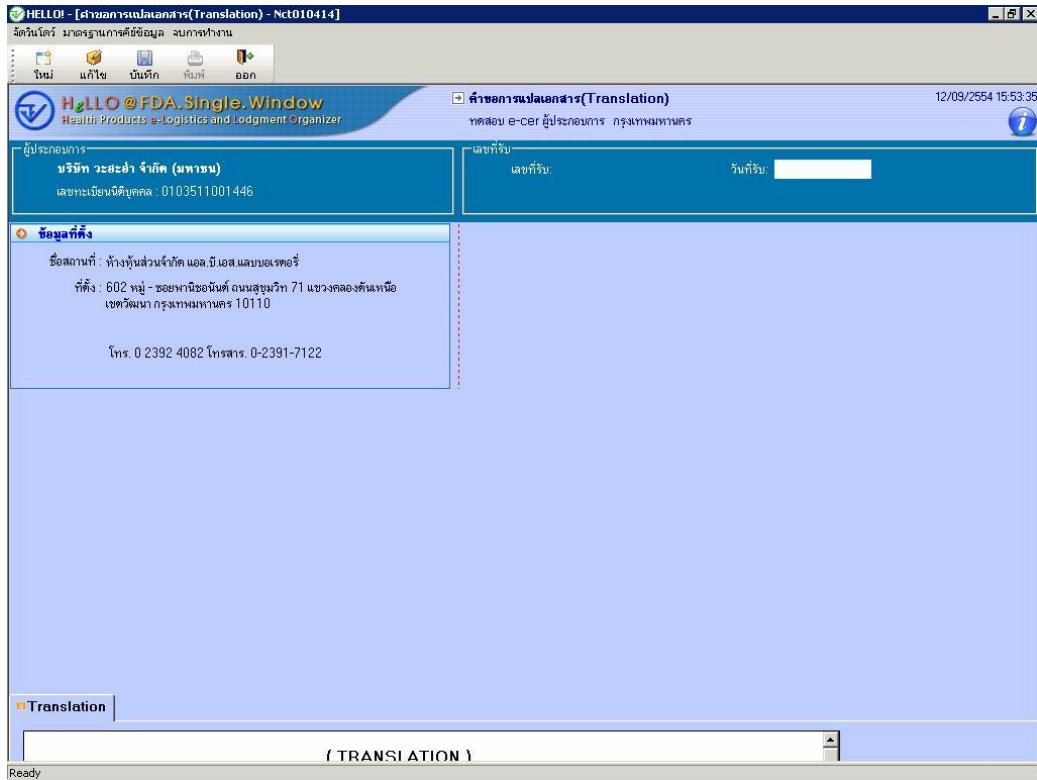 HELLO! - [คำขอการแปลเอกสาร(Translation) - Nct010414]
จัดวินโดว์ มาตรฐานการคีย์ข้อมูล จบการทำงาน
ใหม่ แก้ไข บันทึก พิมพ์ ออก
HeLLO @ FDA.Single.Window
Health Products e-Logistics and Lodgment Organizer
คำขอการแปลเอกสาร(Translation)
12/09/2554 15:53:35
ทดสอบ e-cer ผู้ประกอบการ กรุงเทพมหานคร
ผู้ประกอบการ
บริษัท วะฮะฮ่า จำกัด (มหาชน)
เลขทะเบียนนิติบุคคล : 0103511001446
เลขที่รับ
เลขที่รับ: วันที่รับ:
ข้อมูลที่ตั้ง
ชื่อสถานที่ : ห้างหุ้นส่วนจำกัด แอล.บี.เอส.แลบบอเรตอรี่
ที่ตั้ง : 602 หมู่ - ซอยพานิชอนันต์ ถนนสุขุมวิท 71 แขวงคลองตันเหนือ
เขตวัฒนา กรุงเทพมหานคร 10110
โทร. 0 2392 4082 โทรสาร. 0-2391-7122
Translation
( TRANSLATION )
Ready